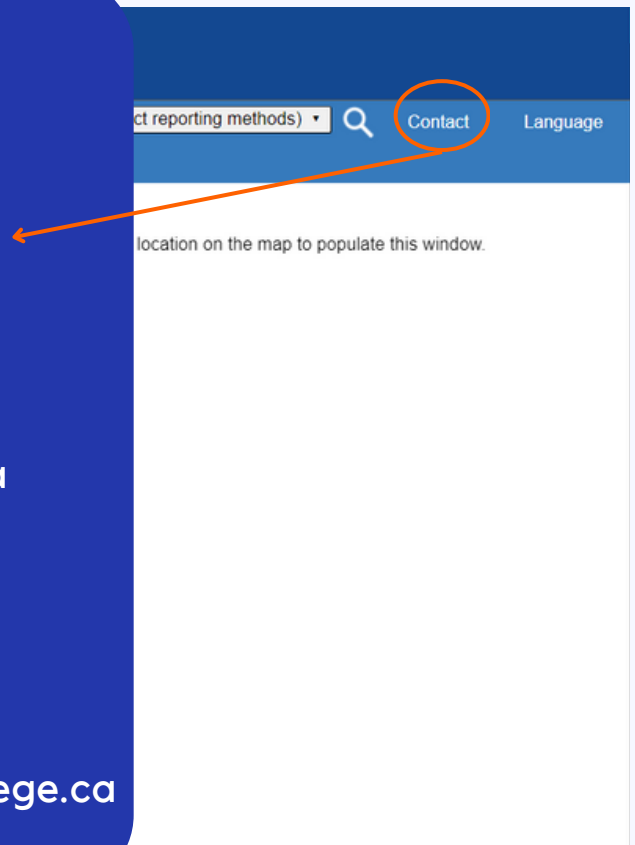 ct reporting methods)
Contact
Language
location on the map to populate this window.
a
ege.ca